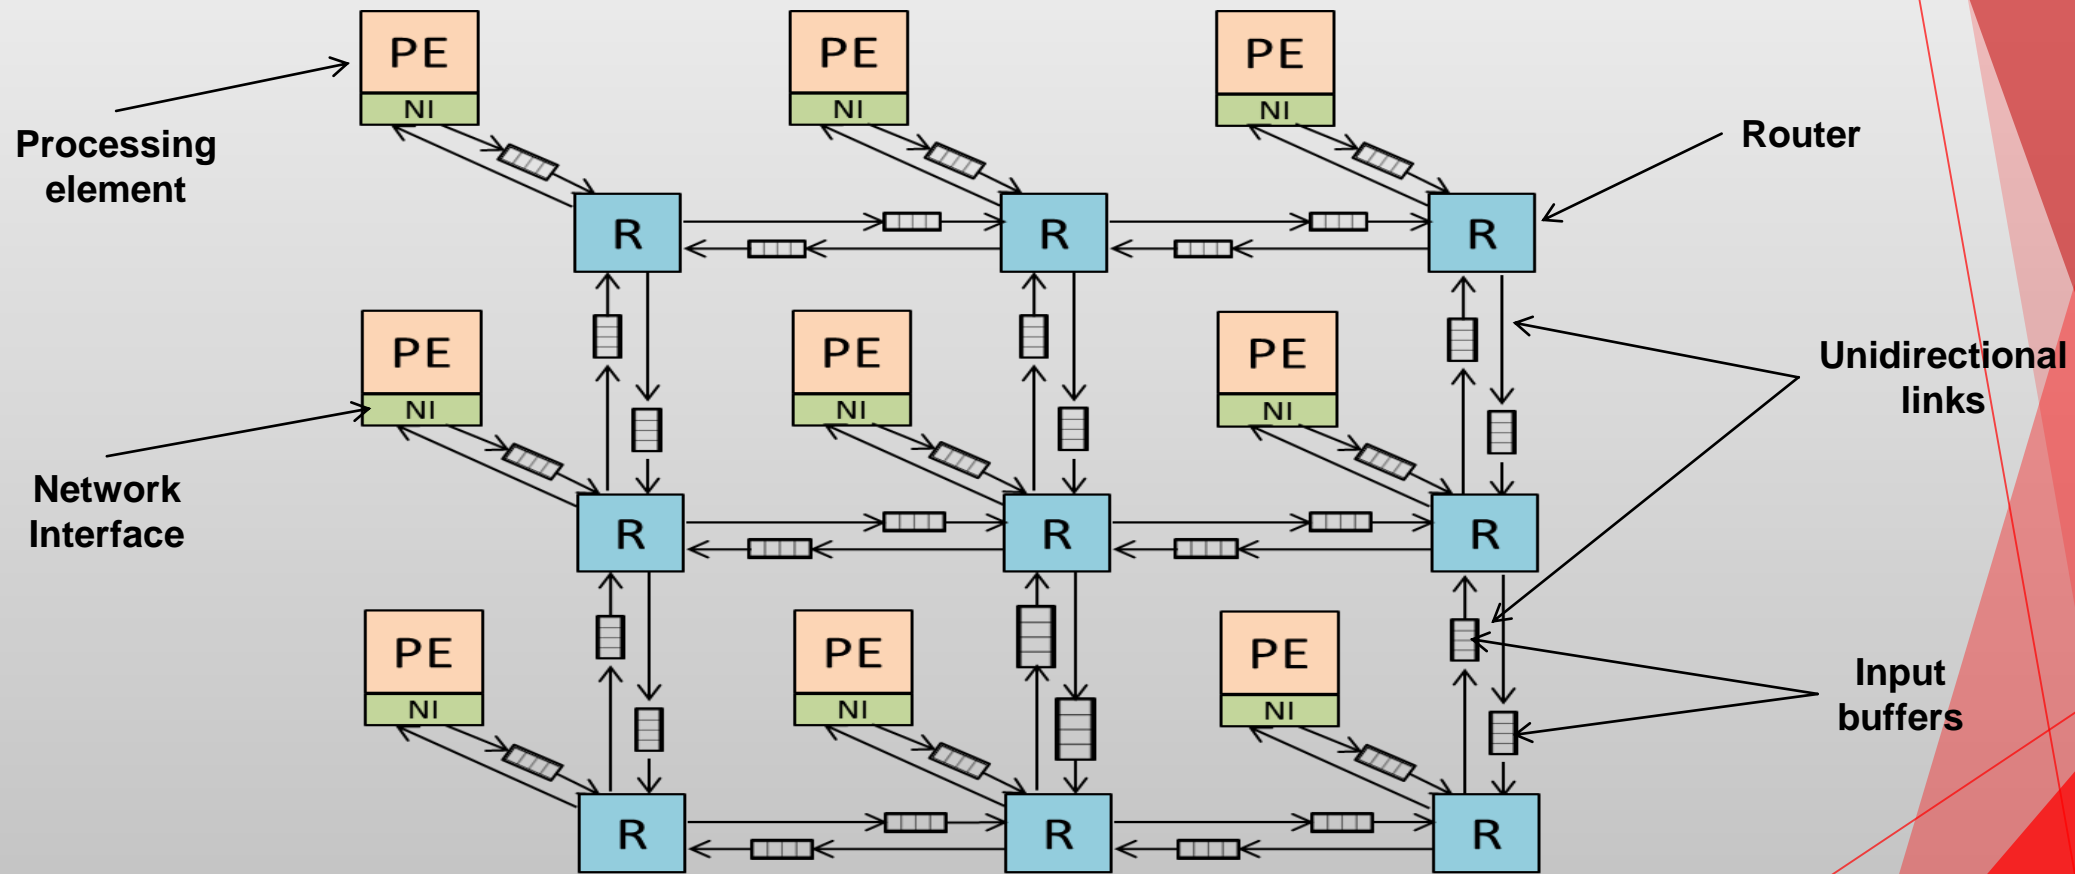 PE
PE
PE
NI
NI
NI
Processing
element
Router
R
R
R
PE
PE
PE
NI
NI
NI
Unidirectional
links
Network
Interface
R
R
R
PE
PE
PE
NI
NI
NI
Input
buffers
R
R
R